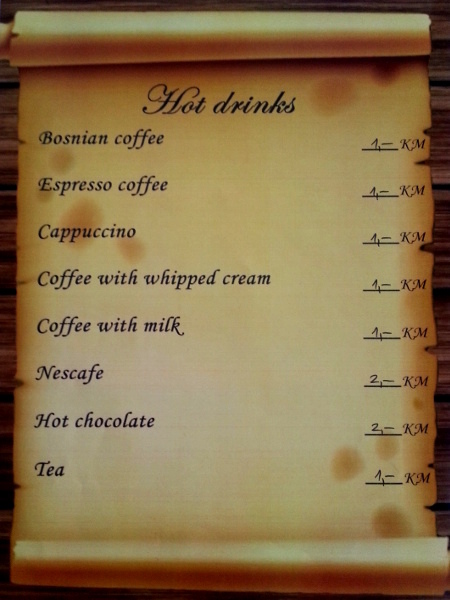 Hot drinks
Bosnian coffee 1,– KM
Espresso coffee 1,– KM
Cappuccino 1,– KM
Coffee with whipped cream 1,– KM
Coffee with milk 1,– KM
Nescafe 2,– KM
Hot chocolate 2,– KM
Tea 1,– KM